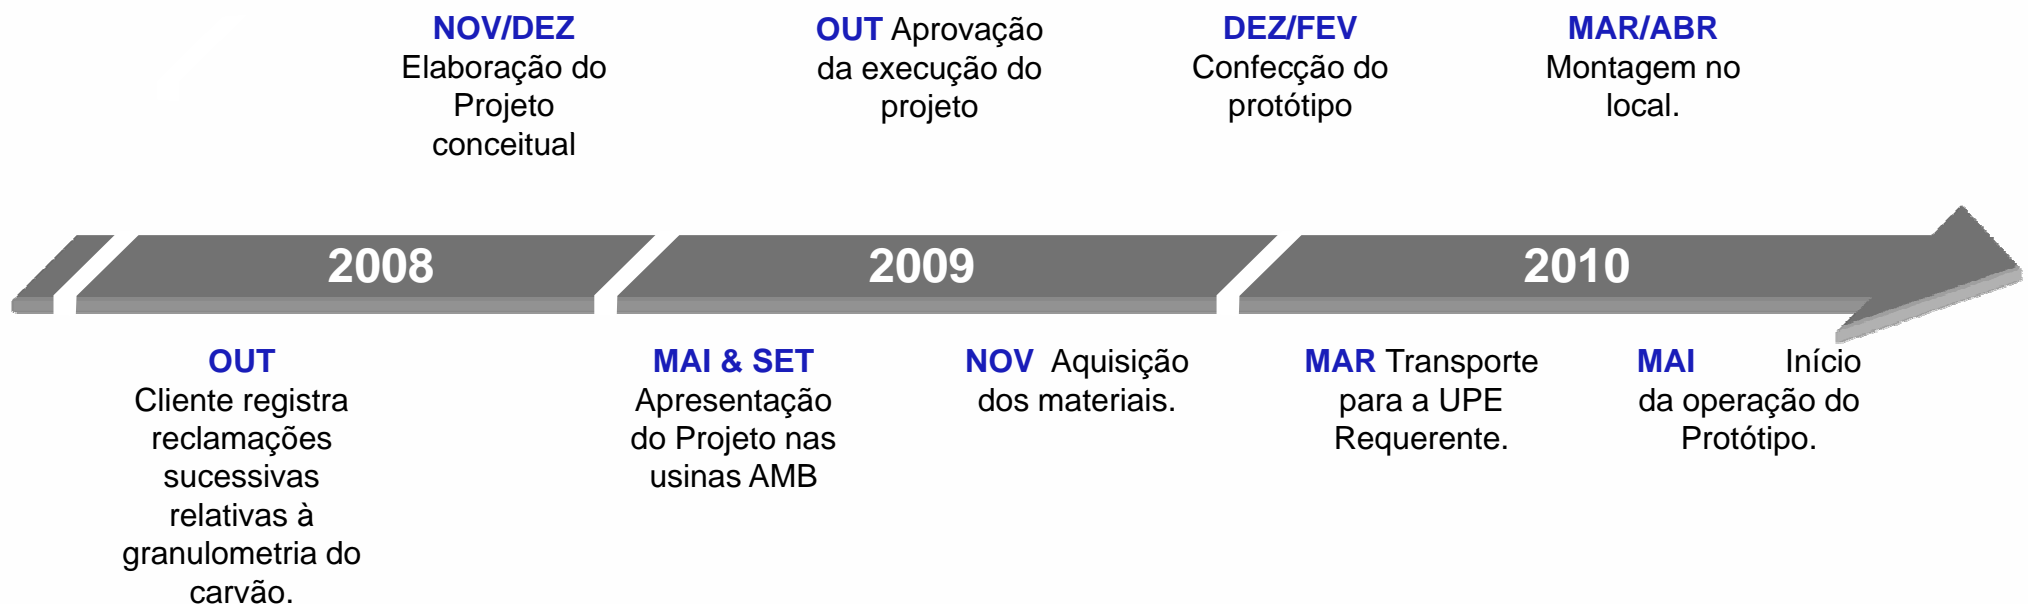 NOV/DEZ
Elaboração do
Projeto
conceitual
OUT Aprovação
da execução do
projeto
DEZ/FEV
Confecção do
protótipo
MAR/ABR
Montagem no
local.
2008
2009
2010
OUT
Cliente registra
reclamações
sucessivas
relativas à
granulometria do
carvão.
MAI & SET
Apresentação
do Projeto nas
usinas AMB
NOV Aquisição
dos materiais.
MAR Transporte
para a UPE
Requerente.
MAI Início
da operação do
Protótipo.